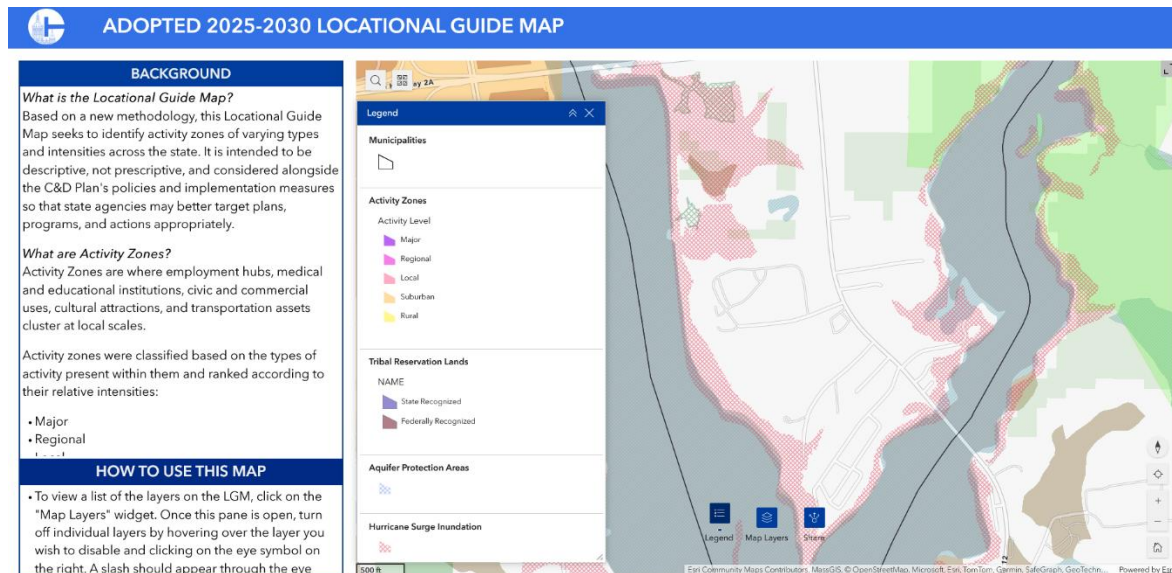 ADOPTED 2025-2030 LOCATIONAL GUIDE MAP
BACKGROUND
What is the Locational Guide Map?
Based on a new methodology, this Locational Guide
Map seeks to identify activity zones of varying types
and intensities across the state. It is intended to be
descriptive, not prescriptive, and considered alongside
the C&D Plan's policies and implementation measures
so that state agencies may better target plans,
programs, and actions appropriately.
What are Activity Zones?
Activity Zones are where employment hubs, medical
and educational institutions, civic and commercial
uses, cultural attractions, and transportation assets
cluster at local scales.
Activity zones were classified based on the types of
activity present within them and ranked according to
their relative intensities:
• Major
• Regional
HOW TO USE THIS MAP
• To view a list of the layers on the LGM, click on the
"Map Layers" widget. Once this pane is open, turn
off individual layers by hovering over the layer you
wish to disable and clicking on the eye symbol on
the right. A slash should appear through the eye
y 2A
Legend
Municipalities
Activity Zones
Activity Level
Major
Regional
Local
Suburban
Rural
Tribal Reservation Lands
NAME
State Recognized
Federally Recognized
Aquifer Protection Areas
Hurricane Surge Inundation
Legend
Map Layers
Share
500 ft
Esri Community Maps Contributors, MassGIS, © OpenStreetMap, Microsoft, Esri, TomTom, Garmin, SafeGraph, GeoTechn...
Powered by Esri